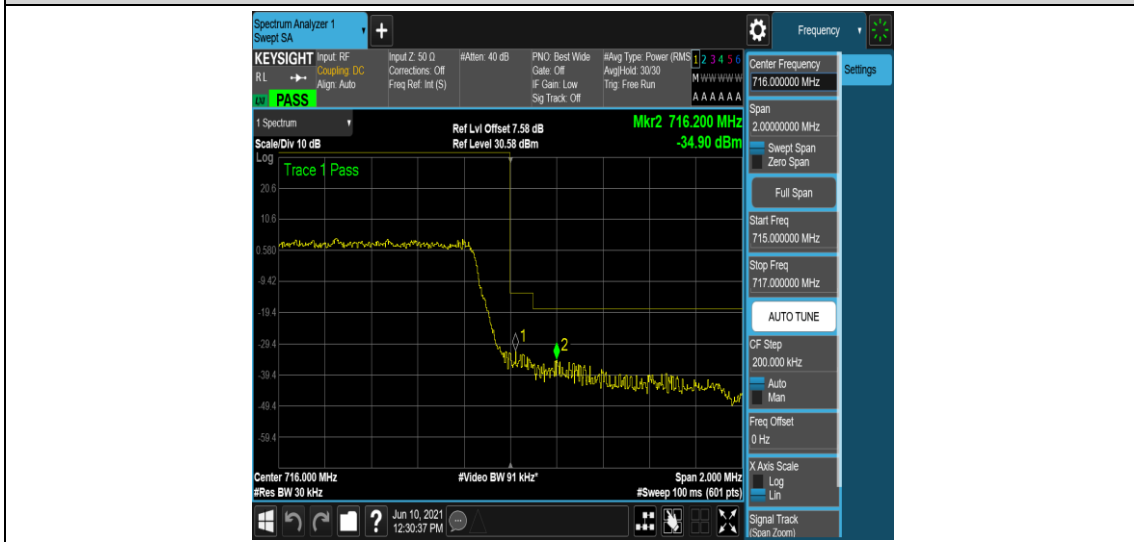 Spectrum Analyzer 1
Swept SA
+
Frequency
KEYSIGHT
RL
LXI PASS
Input: RF
Coupling: DC
Align: Auto
Input Z: 50 Ω
Corrections: Off
Freq Ref: Int (S)
#Atten: 40 dB
PNO: Best Wide
Gate: Off
IF Gain: Low
Sig Track: Off
#Avg Type: Power (RMS
Avg|Hold: 30/30
Trig: Free Run
1 2 3 4 5 6
M W W W W W
A A A A A A
1 Spectrum
Scale/Div 10 dB
Ref Lvl Offset 7.58 dB
Ref Level 30.58 dBm
Mkr2 716.200 MHz
-34.90 dBm
Log
Trace 1 Pass
20.6
10.6
0.580
-9.42
-19.4
-29.4
-39.4
-49.4
-59.4
1
2
Center 716.000 MHz
#Res BW 30 kHz
#Video BW 91 kHz*
Span 2.000 MHz
#Sweep 100 ms (601 pts)
Center Frequency
716.000000 MHz
Settings
Span
2.00000000 MHz
Swept Span
Zero Span
Full Span
Start Freq
715.000000 MHz
Stop Freq
717.000000 MHz
AUTO TUNE
CF Step
200.000 kHz
Auto
Man
Freq Offset
0 Hz
X Axis Scale
Log
Lin
Signal Track
(Span Zoom)
?
Jun 10, 2021
12:30:37 PM